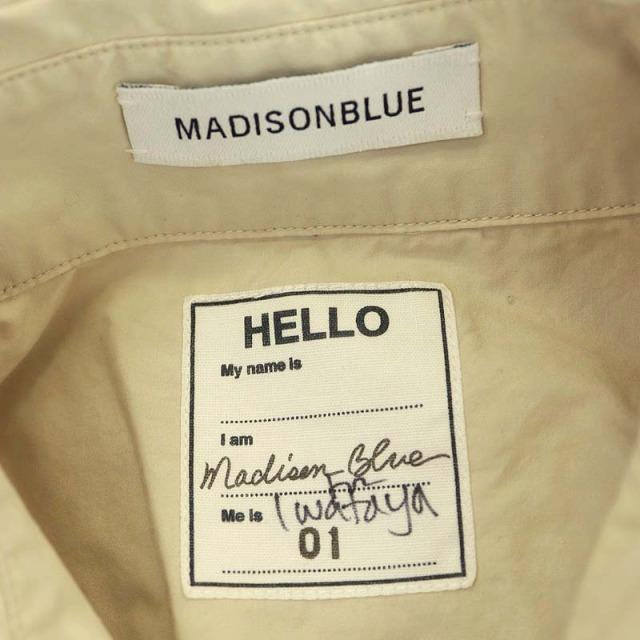 MADISONBLUE
HELLO
My name is
I am
Madison Blue
for
Me is Iwataya
01